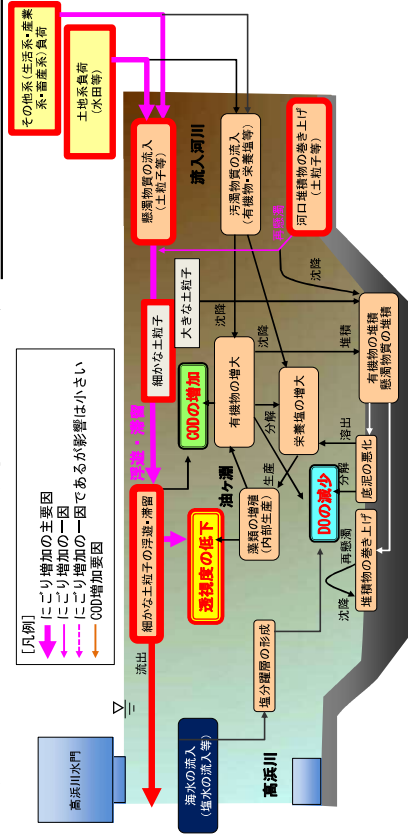 [凡例]
にごり増加の主要因
にごり増加の一因
にごり増加の一因であるが影響は小さい
COD増加要因
その他系(生活系・産業
系・畜産系)負荷
土地系負荷
(水田等)
高浜川水門
流出
細かな土粒子の浮遊・滞留
浮遊・滞留
細かな土粒子
懸濁物質の流入
(土粒子等)
流入河川
大きな土粒子
汚濁物質の流入
(有機物・栄養塩等)
河口堆積物の巻き上げ
(土粒子等)
沈降
沈降
沈降
CODの増加
有機物の増大
分解
栄養塩の増大
堆積
有機物の堆積
懸濁物質の堆積
油ヶ淵
透視度の低下
藻類の増殖
(内部生産)
生産
溶出
DOの減少
分解
底泥の悪化
再懸濁
沈降
堆積物の巻き上げ
塩分躍層の形成
海水の流入
(塩水の流入等)
高浜川